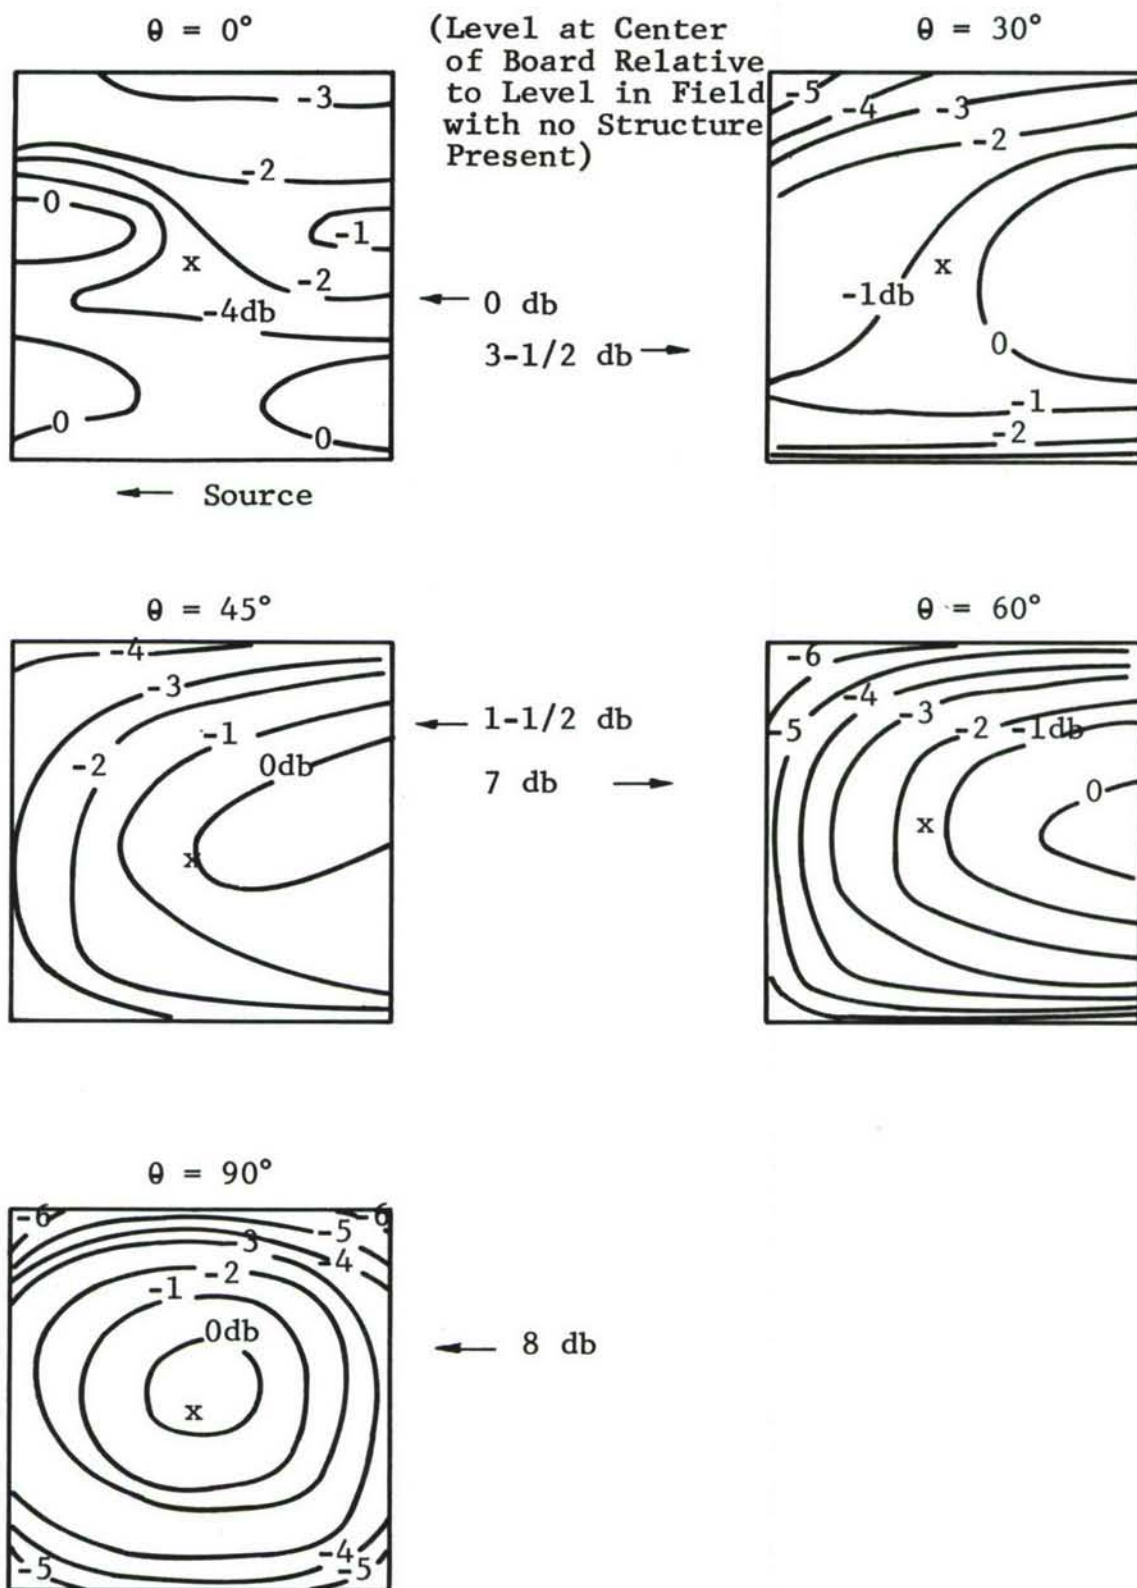 θ = 0°
(Level at Center
of Board Relative
to Level in Field
with no Structure
Present)
θ = 30°
-3
-2
0
-1
x
-2
-4db
0
0
← Source
← 0 db
3-1/2 db →
-5
-4
-3
-2
x
-1db
0
-1
-2
θ = 45°
-4
-3
-1
-2
0db
x
← 1-1/2 db
7 db →
θ = 60°
-6
-4
-3
-5
-2
-1db
0
x
θ = 90°
-6
-6
-5
3
-4
-2
-1
0db
x
-4
-5
-5
← 8 db